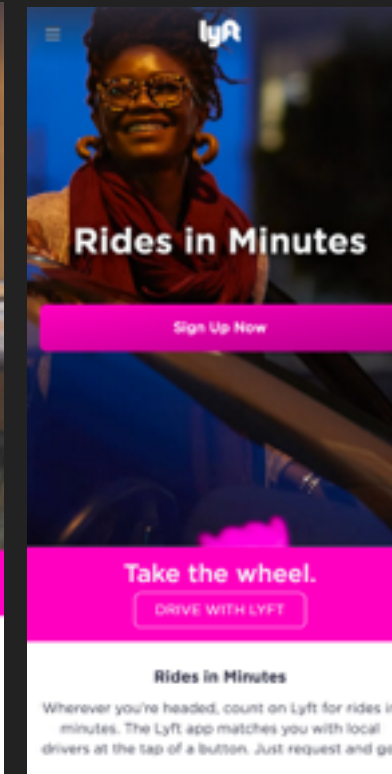 lyft
Rides in Minutes
Sign Up Now
Take the wheel.
DRIVE WITH LYFT
Rides in Minutes
Wherever you're headed, count on Lyft for rides in
minutes. The Lyft app matches you with local
drivers at the tap of a button. Just request and go